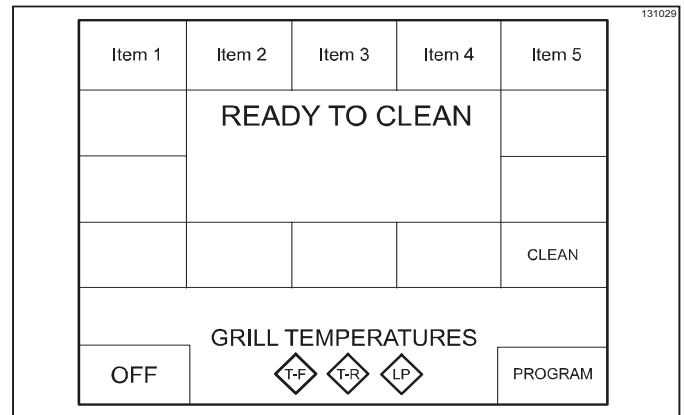 131029
Item 1 Item 2 Item 3 Item 4 Item 5
READY TO CLEAN
CLEAN
GRILL TEMPERATURES
OFF T-F T-R LP PROGRAM